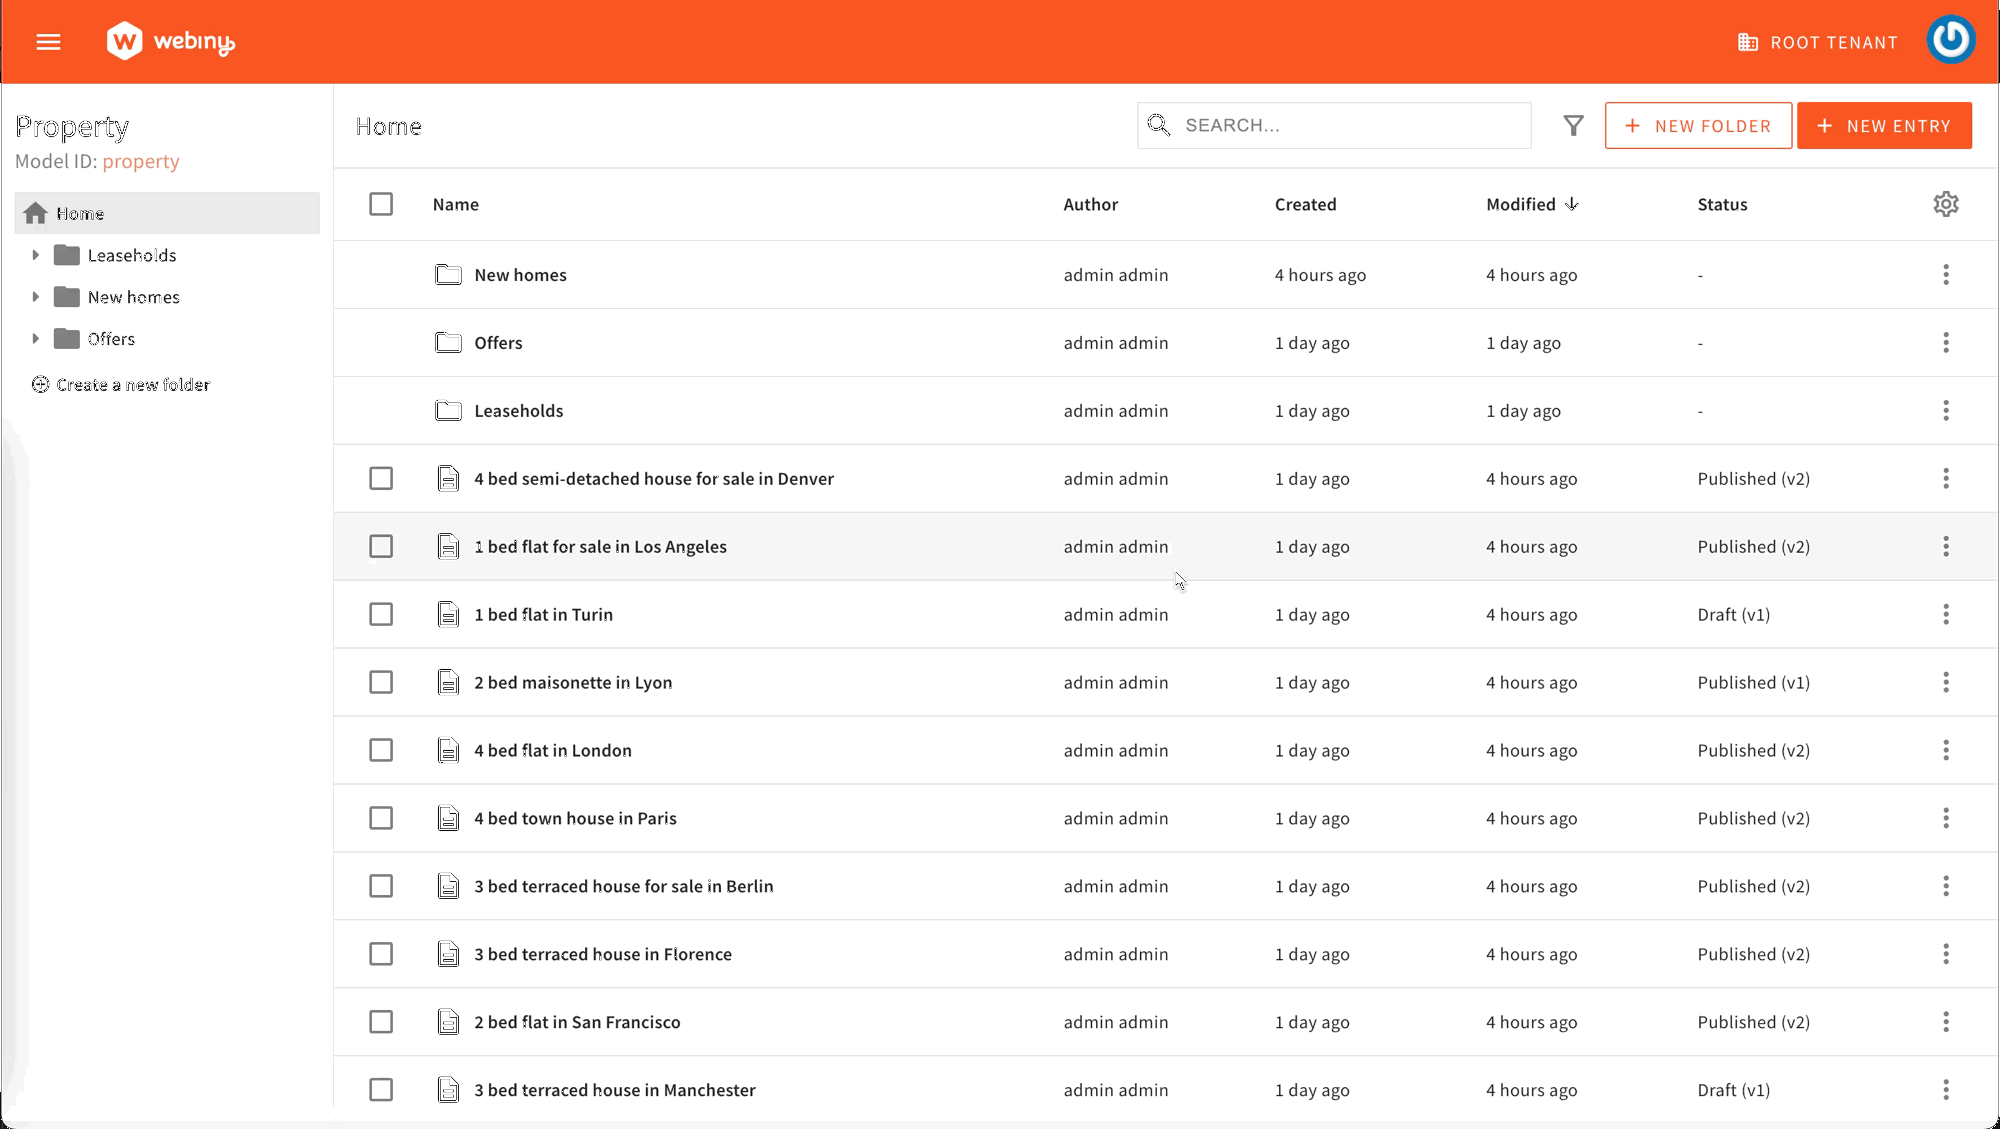 webiny
ROOT TENANT
Property
Model ID: property
Home
Leaseholds
New homes
Offers
Create a new folder
Home
SEARCH...
NEW FOLDER
NEW ENTRY
Name Author Created Modified Status
New homes admin admin 4 hours ago 4 hours ago -
Offers admin admin 1 day ago 1 day ago -
Leaseholds admin admin 1 day ago 1 day ago -
4 bed semi-detached house for sale in Denver admin admin 1 day ago 4 hours ago Published (v2)
1 bed flat for sale in Los Angeles admin admin 1 day ago 4 hours ago Published (v2)
1 bed flat in Turin admin admin 1 day ago 4 hours ago Draft (v1)
2 bed maisonette in Lyon admin admin 1 day ago 4 hours ago Published (v1)
4 bed flat in London admin admin 1 day ago 4 hours ago Published (v2)
4 bed town house in Paris admin admin 1 day ago 4 hours ago Published (v2)
3 bed terraced house for sale in Berlin admin admin 1 day ago 4 hours ago Published (v2)
3 bed terraced house in Florence admin admin 1 day ago 4 hours ago Published (v2)
2 bed flat in San Francisco admin admin 1 day ago 4 hours ago Published (v2)
3 bed terraced house in Manchester admin admin 1 day ago 4 hours ago Draft (v1)